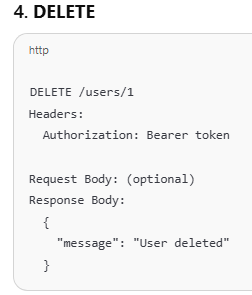 4. DELETE
http
DELETE /users/1
Headers:
  Authorization: Bearer token
Request Body: (optional)
Response Body:
  {
    "message": "User deleted"
  }